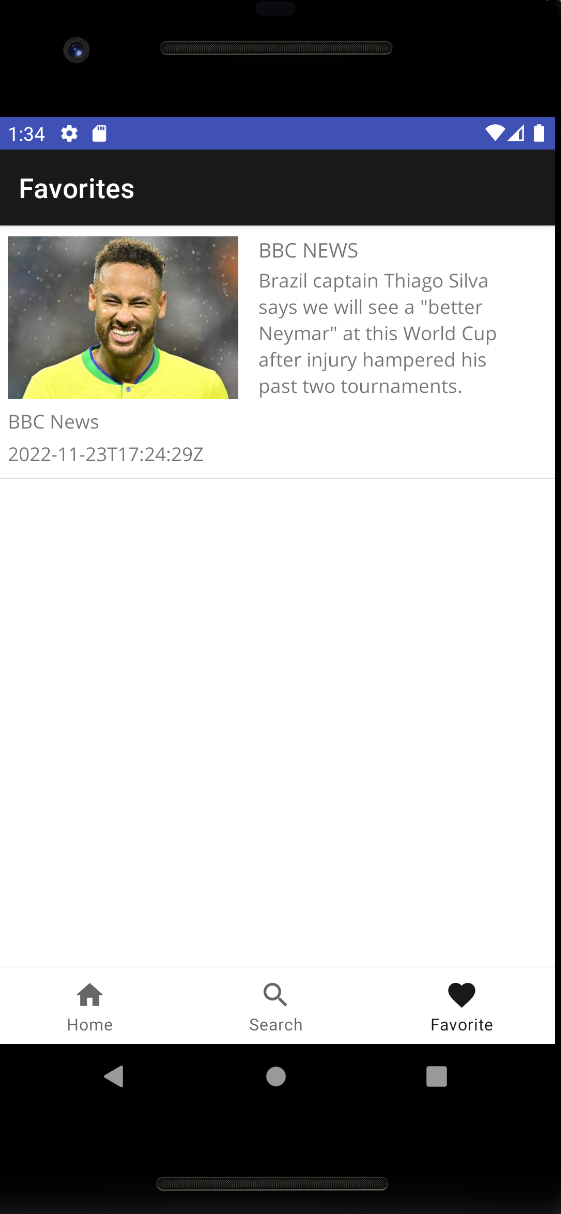 1:34
Favorites
BBC NEWS
Brazil captain Thiago Silva
says we will see a "better
Neymar" at this World Cup
after injury hampered his
past two tournaments.
BBC News
2022-11-23T17:24:29Z
Home
Search
Favorite